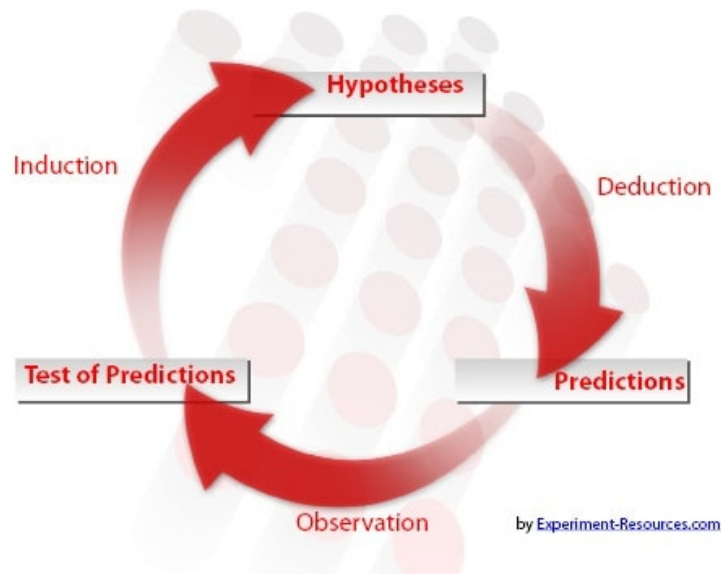 Hypotheses
Induction
Deduction
Test of Predictions
Predictions
Observation
by Experiment-Resources.com